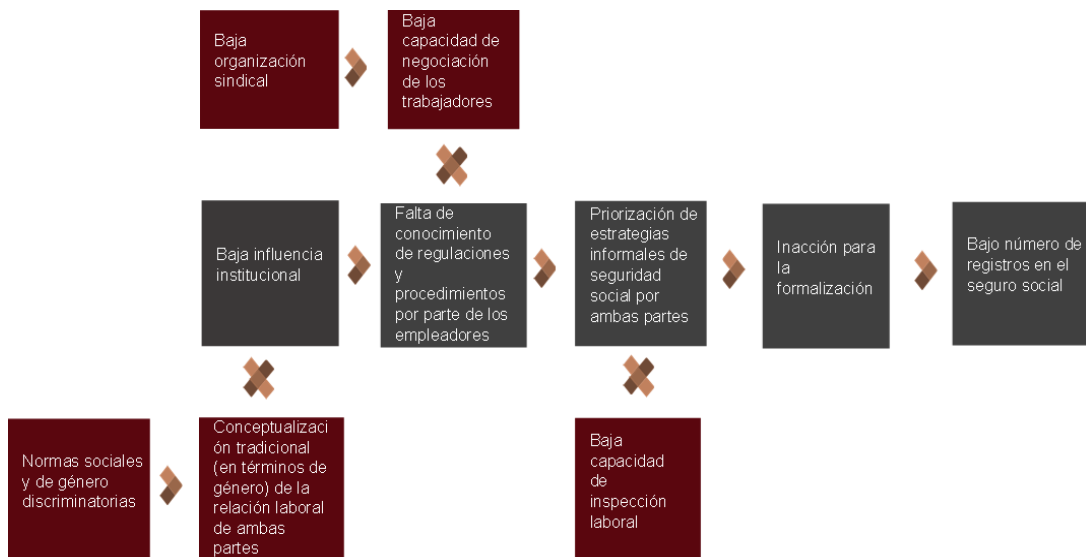 Baja
organización
sindical
Baja
capacidad de
negociación
de los
trabajadores
Baja influencia
institucional
Falta de
conocimiento
de regulaciones
y
procedimientos
por parte de los
empleadores
Priorización de
estrategias
informales de
seguridad
social por
ambas partes
Inacción para
la
formalización
Bajo número de
registros en el
seguro social
Normas sociales
y de género
discriminatorias
Conceptualizaci
ón tradicional
(en términos de
género) de la
relación laboral
de ambas
partes
Baja
capacidad
de
inspección
laboral